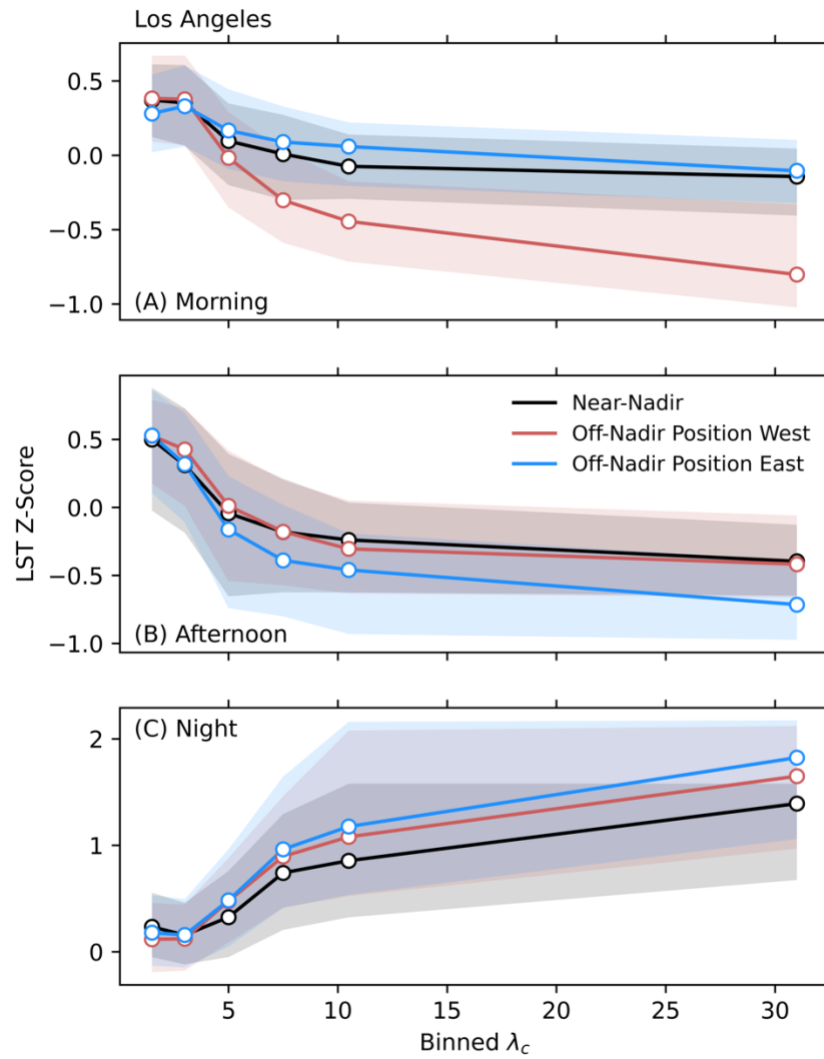 Los Angeles
0.5
0.0
−0.5
−1.0
(A) Morning
0.5
0.0
−0.5
−1.0
Near-Nadir
Off-Nadir Position West
Off-Nadir Position East
(B) Afternoon
LST Z-Score
(C) Night
2
1
0
5 10 15 20 25 30
Binned λc